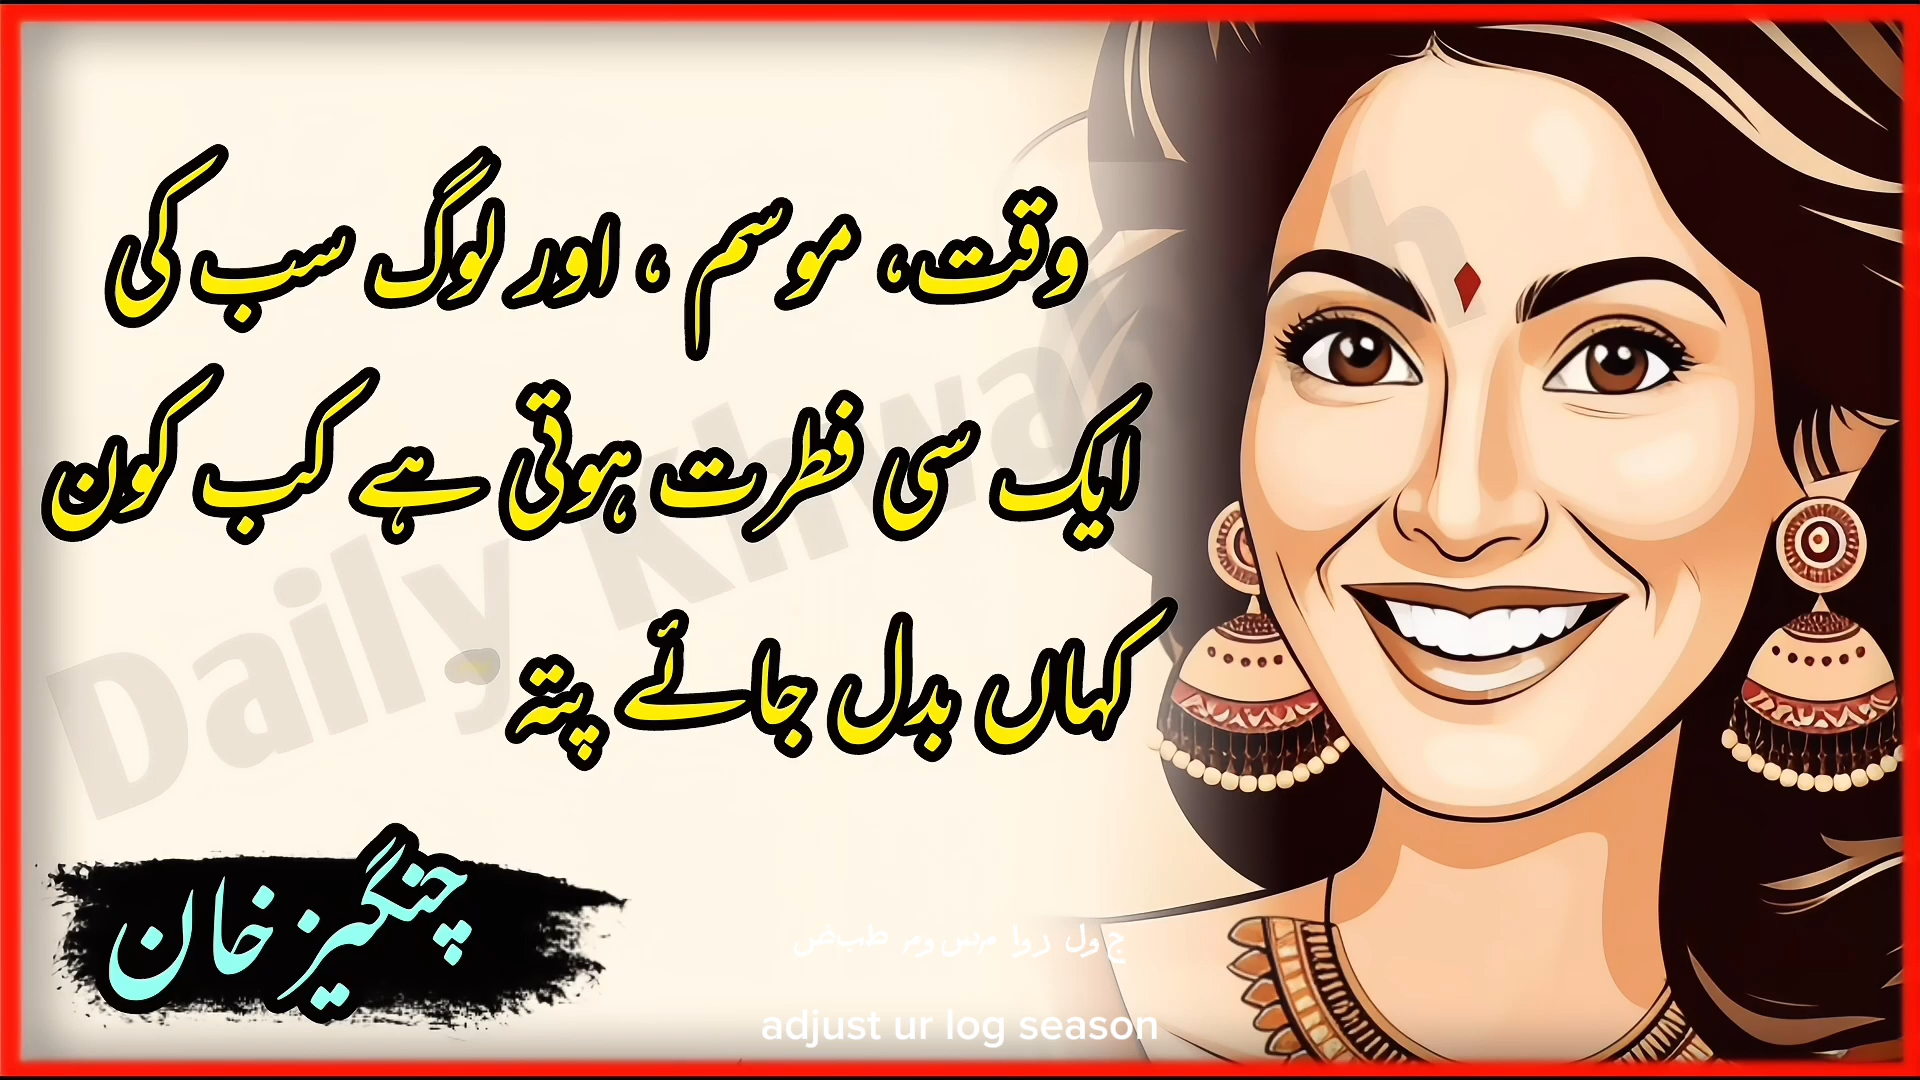 وقت، موسم ، اور لوگ سب کی
ایک سی فطرت ہوتی ہے کب کون
کہاں بدل جائے پتہ
چنگیز خان
Daily Khwah
adjust ur log season